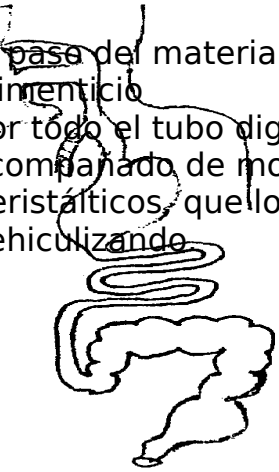 paso del materia
imenticio
or todo el tubo dig
compañado de mo
eristálticos, que lo
ehiculizando